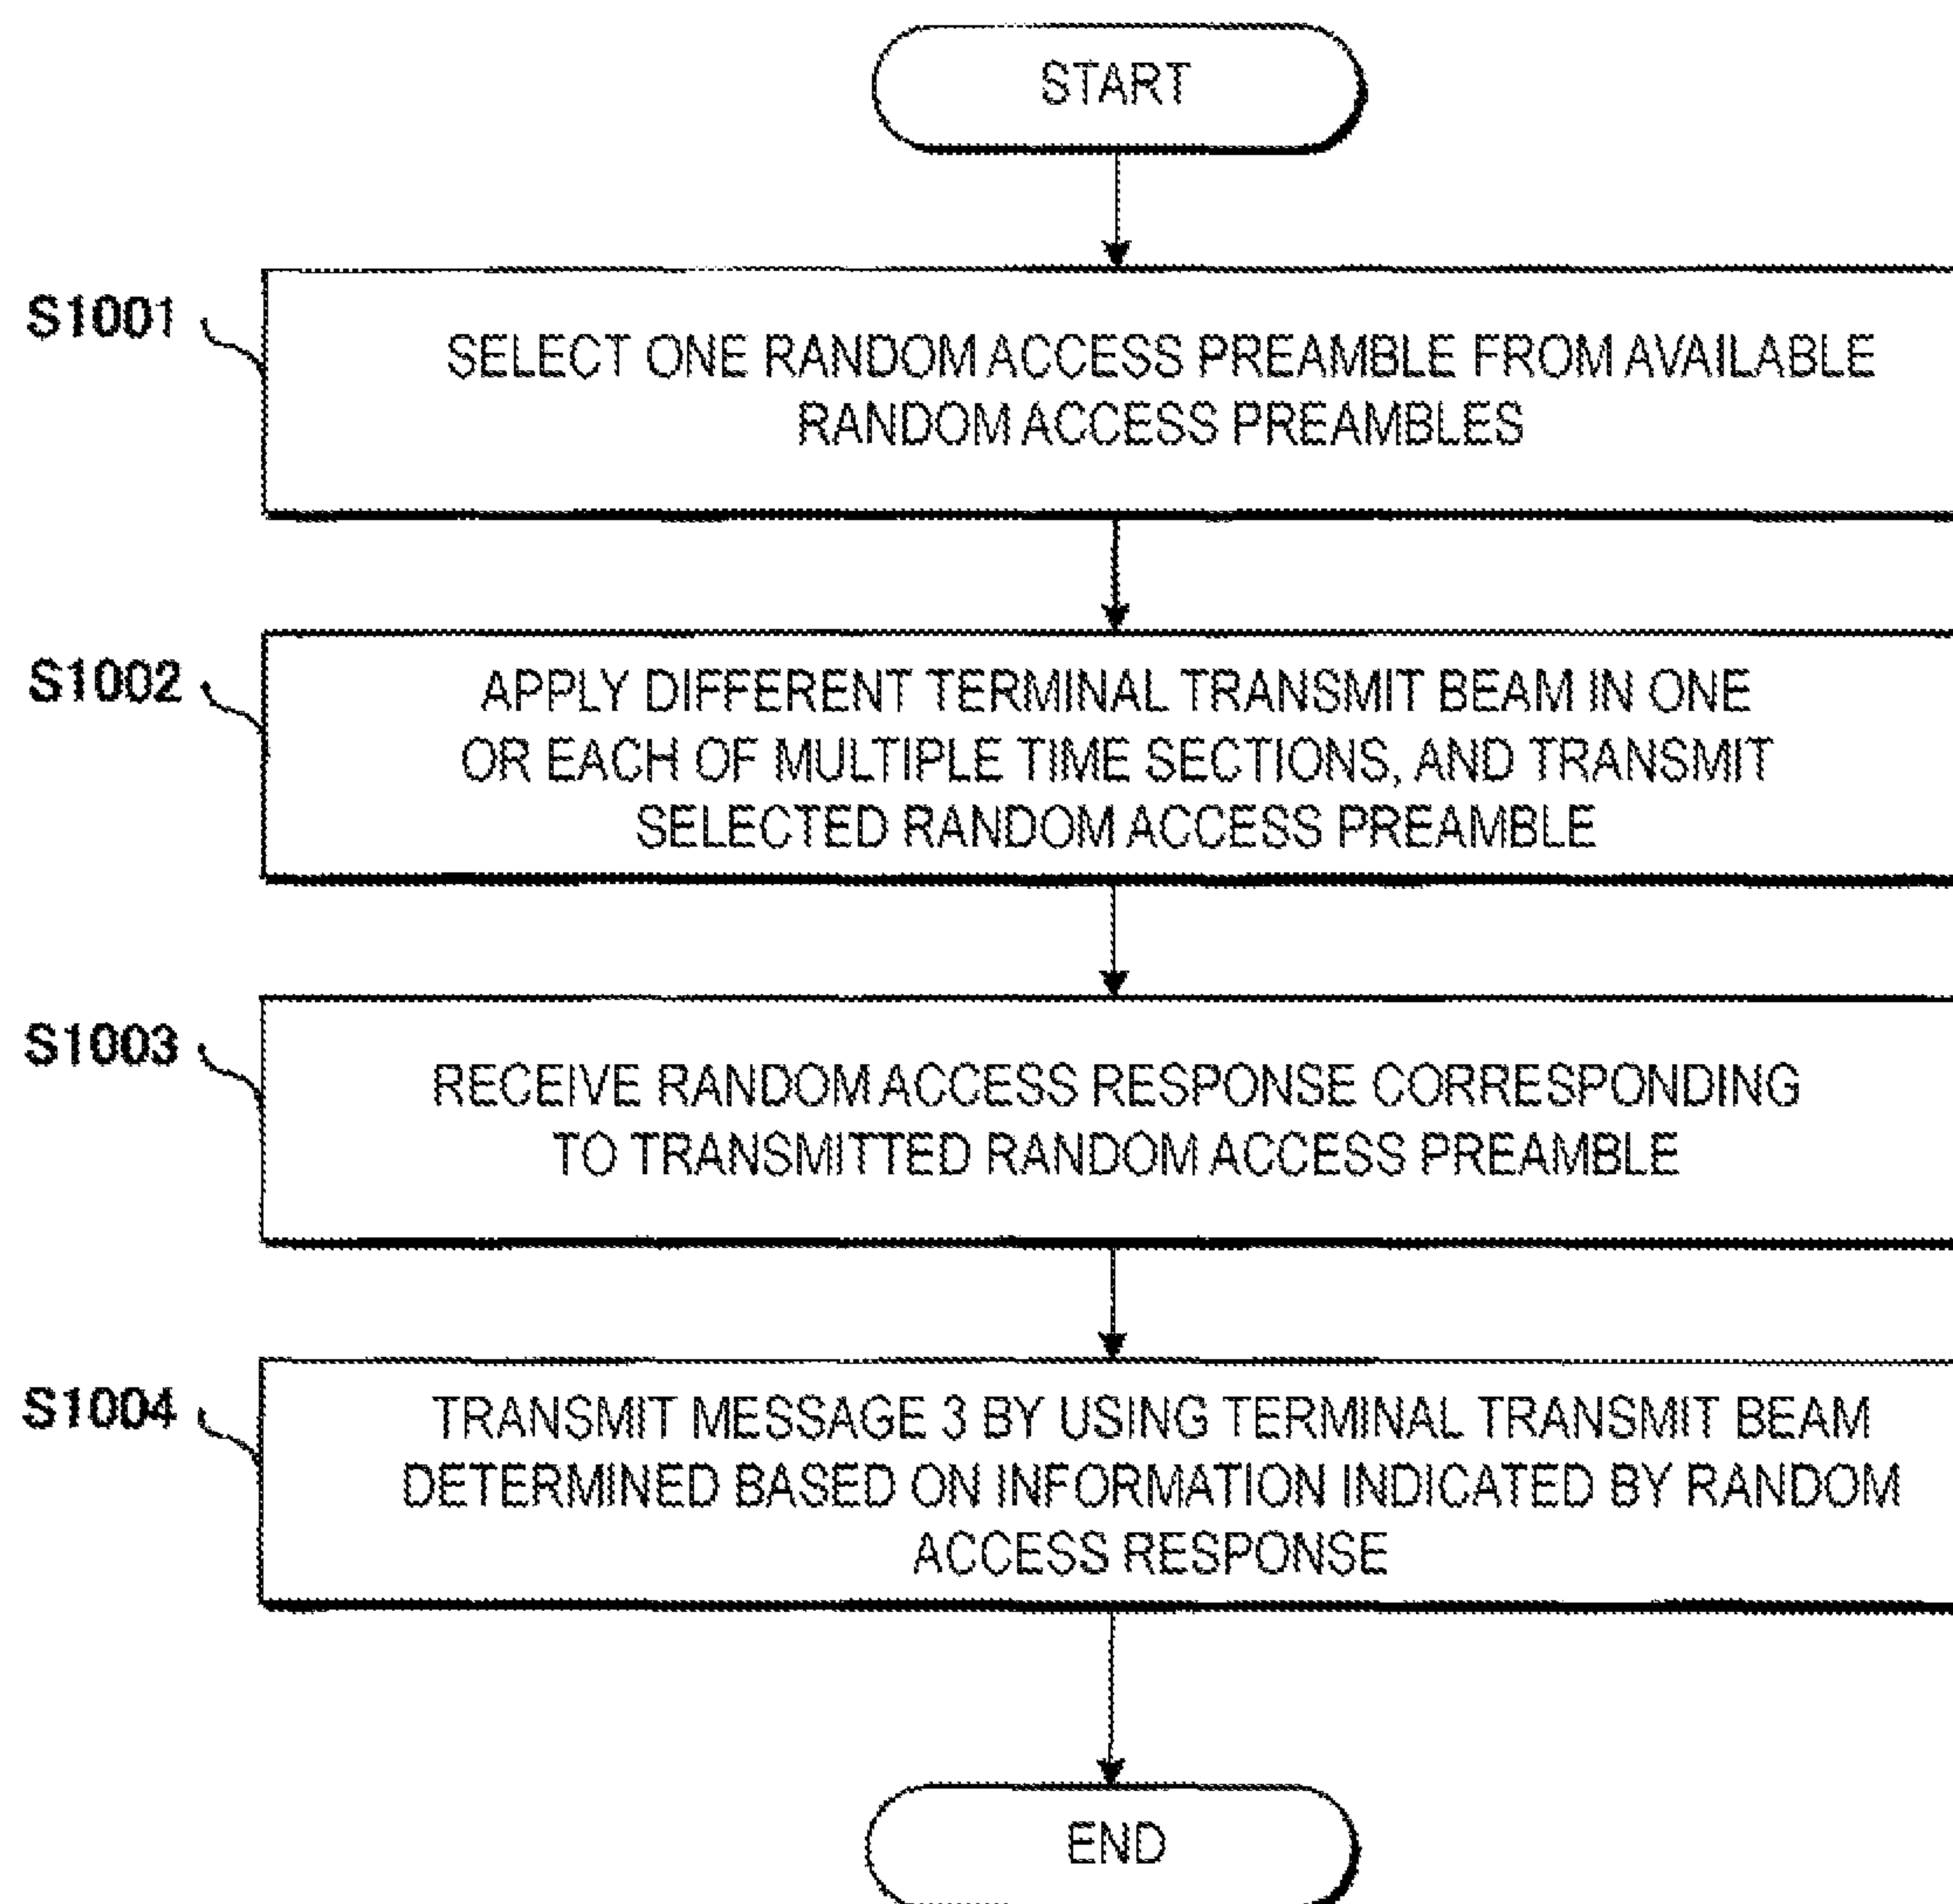 START
S1001
SELECT ONE RANDOM ACCESS PREAMBLE FROM AVAILABLE
RANDOM ACCESS PREAMBLES
S1002
APPLY DIFFERENT TERMINAL TRANSMIT BEAM IN ONE
OR EACH OF MULTIPLE TIME SECTIONS, AND TRANSMIT
SELECTED RANDOM ACCESS PREAMBLE
S1003
RECEIVE RANDOM ACCESS RESPONSE CORRESPONDING
TO TRANSMITTED RANDOM ACCESS PREAMBLE
S1004
TRANSMIT MESSAGE 3 BY USING TERMINAL TRANSMIT BEAM
DETERMINED BASED ON INFORMATION INDICATED BY RANDOM
ACCESS RESPONSE
END